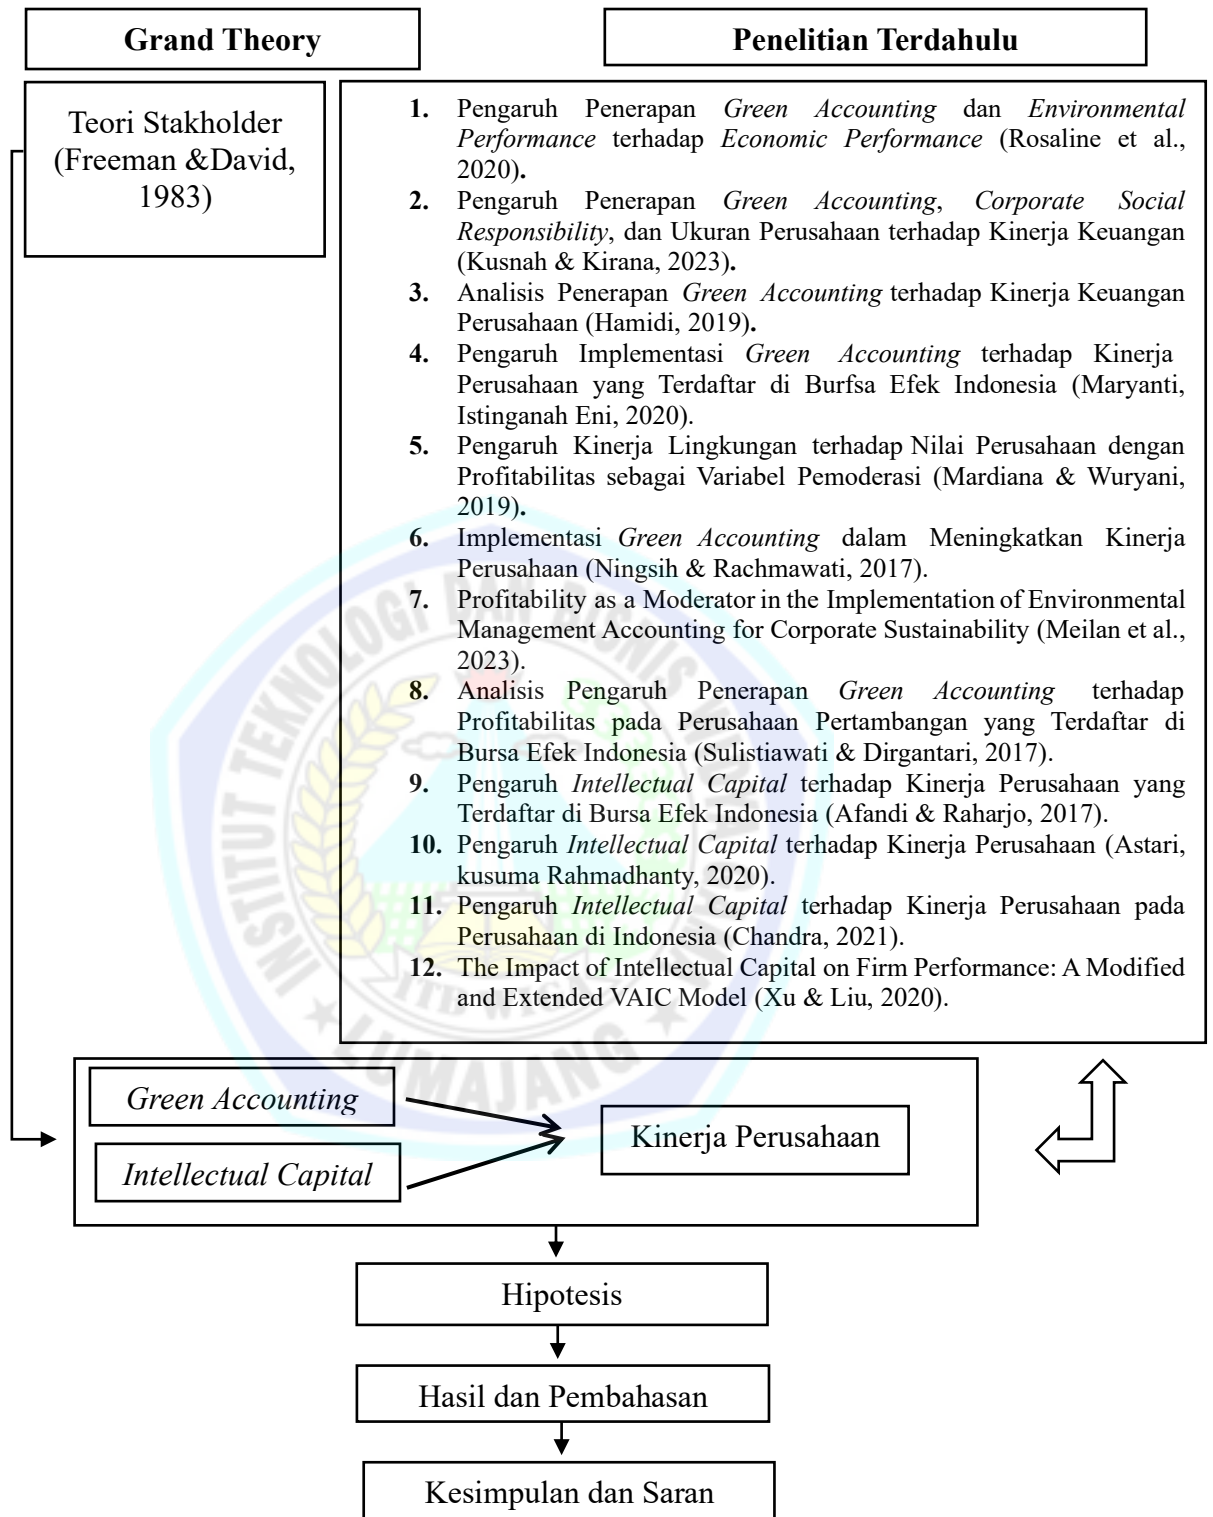 Grand Theory
Penelitian Terdahulu
Teori Stakholder
(Freeman &David,
1983)
1. Pengaruh Penerapan Green Accounting dan Environmental
Performance terhadap Economic Performance (Rosaline et al.,
2020).
2. Pengaruh Penerapan Green Accounting, Corporate Social
Responsibility, dan Ukuran Perusahaan terhadap Kinerja Keuangan
(Kusnah & Kirana, 2023).
3. Analisis Penerapan Green Accounting terhadap Kinerja Keuangan
Perusahaan (Hamidi, 2019).
4. Pengaruh Implementasi Green Accounting terhadap Kinerja
Perusahaan yang Terdaftar di Burfsa Efek Indonesia (Maryanti,
Istinganah Eni, 2020).
5. Pengaruh Kinerja Lingkungan terhadap Nilai Perusahaan dengan
Profitabilitas sebagai Variabel Pemoderasi (Mardiana & Wuryani,
2019).
6. Implementasi Green Accounting dalam Meningkatkan Kinerja
Perusahaan (Ningsih & Rachmawati, 2017).
7. Profitability as a Moderator in the Implementation of Environmental
Management Accounting for Corporate Sustainability (Meilan et al.,
2023).
8. Analisis Pengaruh Penerapan Green Accounting terhadap
Profitabilitas pada Perusahaan Pertambangan yang Terdaftar di
Bursa Efek Indonesia (Sulistiawati & Dirgantari, 2017).
9. Pengaruh Intellectual Capital terhadap Kinerja Perusahaan yang
Terdaftar di Bursa Efek Indonesia (Afandi & Raharjo, 2017).
10. Pengaruh Intellectual Capital terhadap Kinerja Perusahaan (Astari,
kusuma Rahmadhanty, 2020).
11. Pengaruh Intellectual Capital terhadap Kinerja Perusahaan pada
Perusahaan di Indonesia (Chandra, 2021).
12. The Impact of Intellectual Capital on Firm Performance: A Modified
and Extended VAIC Model (Xu & Liu, 2020).
INSTITUT TEKNOLOGI DAN BISNIS WIDYA GAMA
ITB WIGA
LUMAJANG
Green Accounting
Intellectual Capital
Kinerja Perusahaan
Hipotesis
Hasil dan Pembahasan
Kesimpulan dan Saran